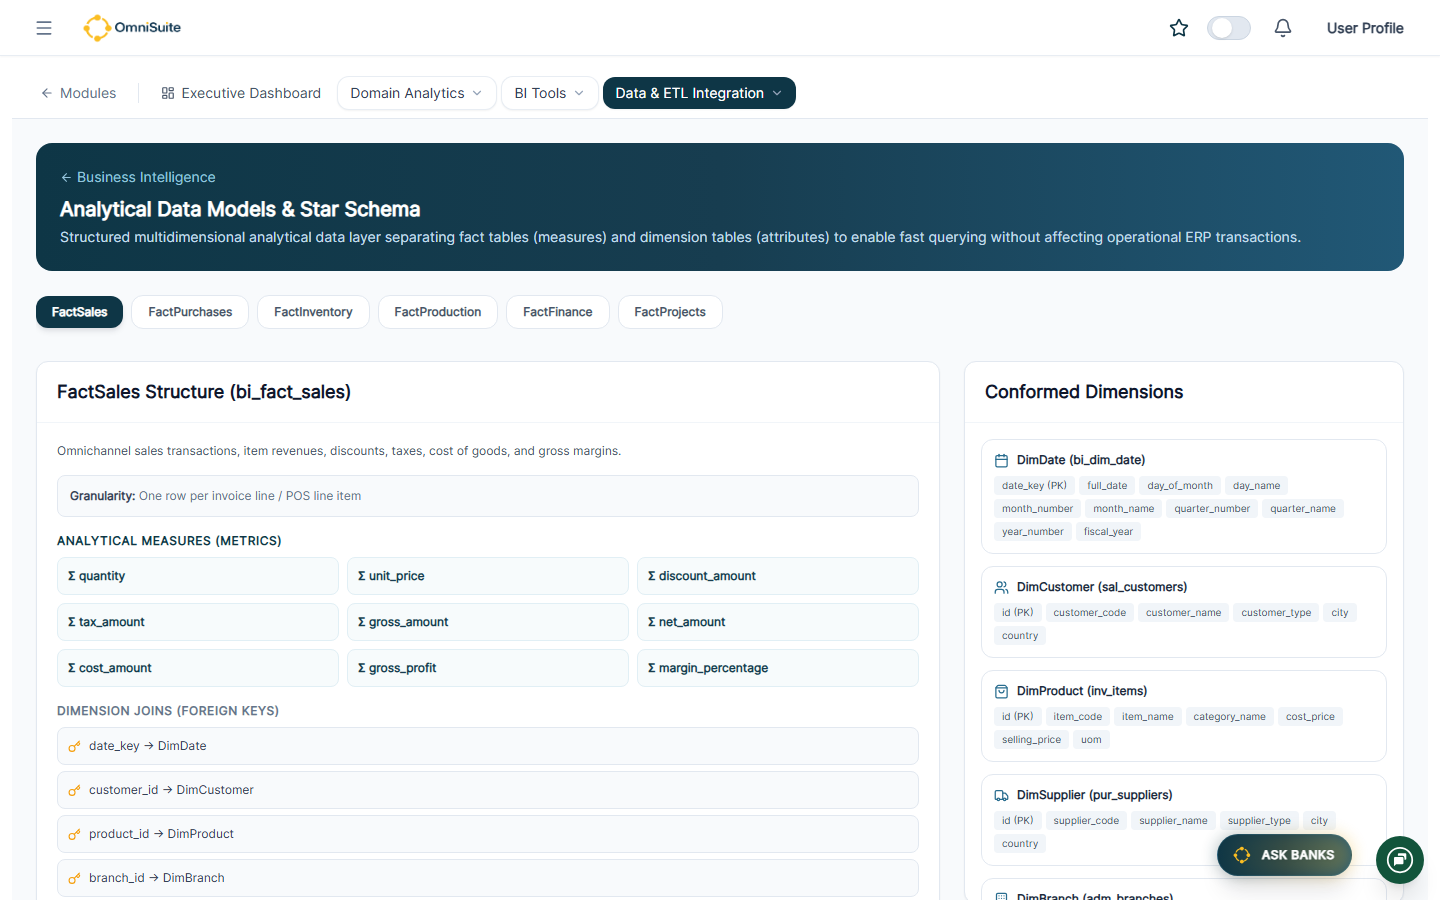 OmniSuite
User Profile
Modules
Executive Dashboard
Domain Analytics
BI Tools
Data & ETL Integration
← Business Intelligence
Analytical Data Models & Star Schema
Structured multidimensional analytical data layer separating fact tables (measures) and dimension tables (attributes) to enable fast querying without affecting operational ERP transactions.
FactSales
FactPurchases
FactInventory
FactProduction
FactFinance
FactProjects
FactSales Structure (bi_fact_sales)
Omnichannel sales transactions, item revenues, discounts, taxes, cost of goods, and gross margins.
Granularity: One row per invoice line / POS line item
ANALYTICAL MEASURES (METRICS)
Σ quantity
Σ unit_price
Σ discount_amount
Σ tax_amount
Σ gross_amount
Σ net_amount
Σ cost_amount
Σ gross_profit
Σ margin_percentage
DIMENSION JOINS (FOREIGN KEYS)
date_key → DimDate
customer_id → DimCustomer
product_id → DimProduct
branch_id → DimBranch
Conformed Dimensions
DimDate (bi_dim_date)
date_key (PK) full_date day_of_month day_name
month_number month_name quarter_number quarter_name
year_number fiscal_year
DimCustomer (sal_customers)
id (PK) customer_code customer_name customer_type city
country
DimProduct (inv_items)
id (PK) item_code item_name category_name cost_price
selling_price uom
DimSupplier (pur_suppliers)
id (PK) supplier_code supplier_name supplier_type city
country
DimBranch (adm_branches)
ASK BANKS